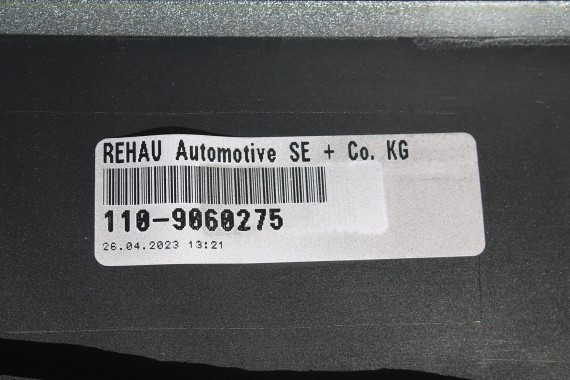 REHAU Automotive SE + Co. KG
110-9060275
26.04.2023 13:21